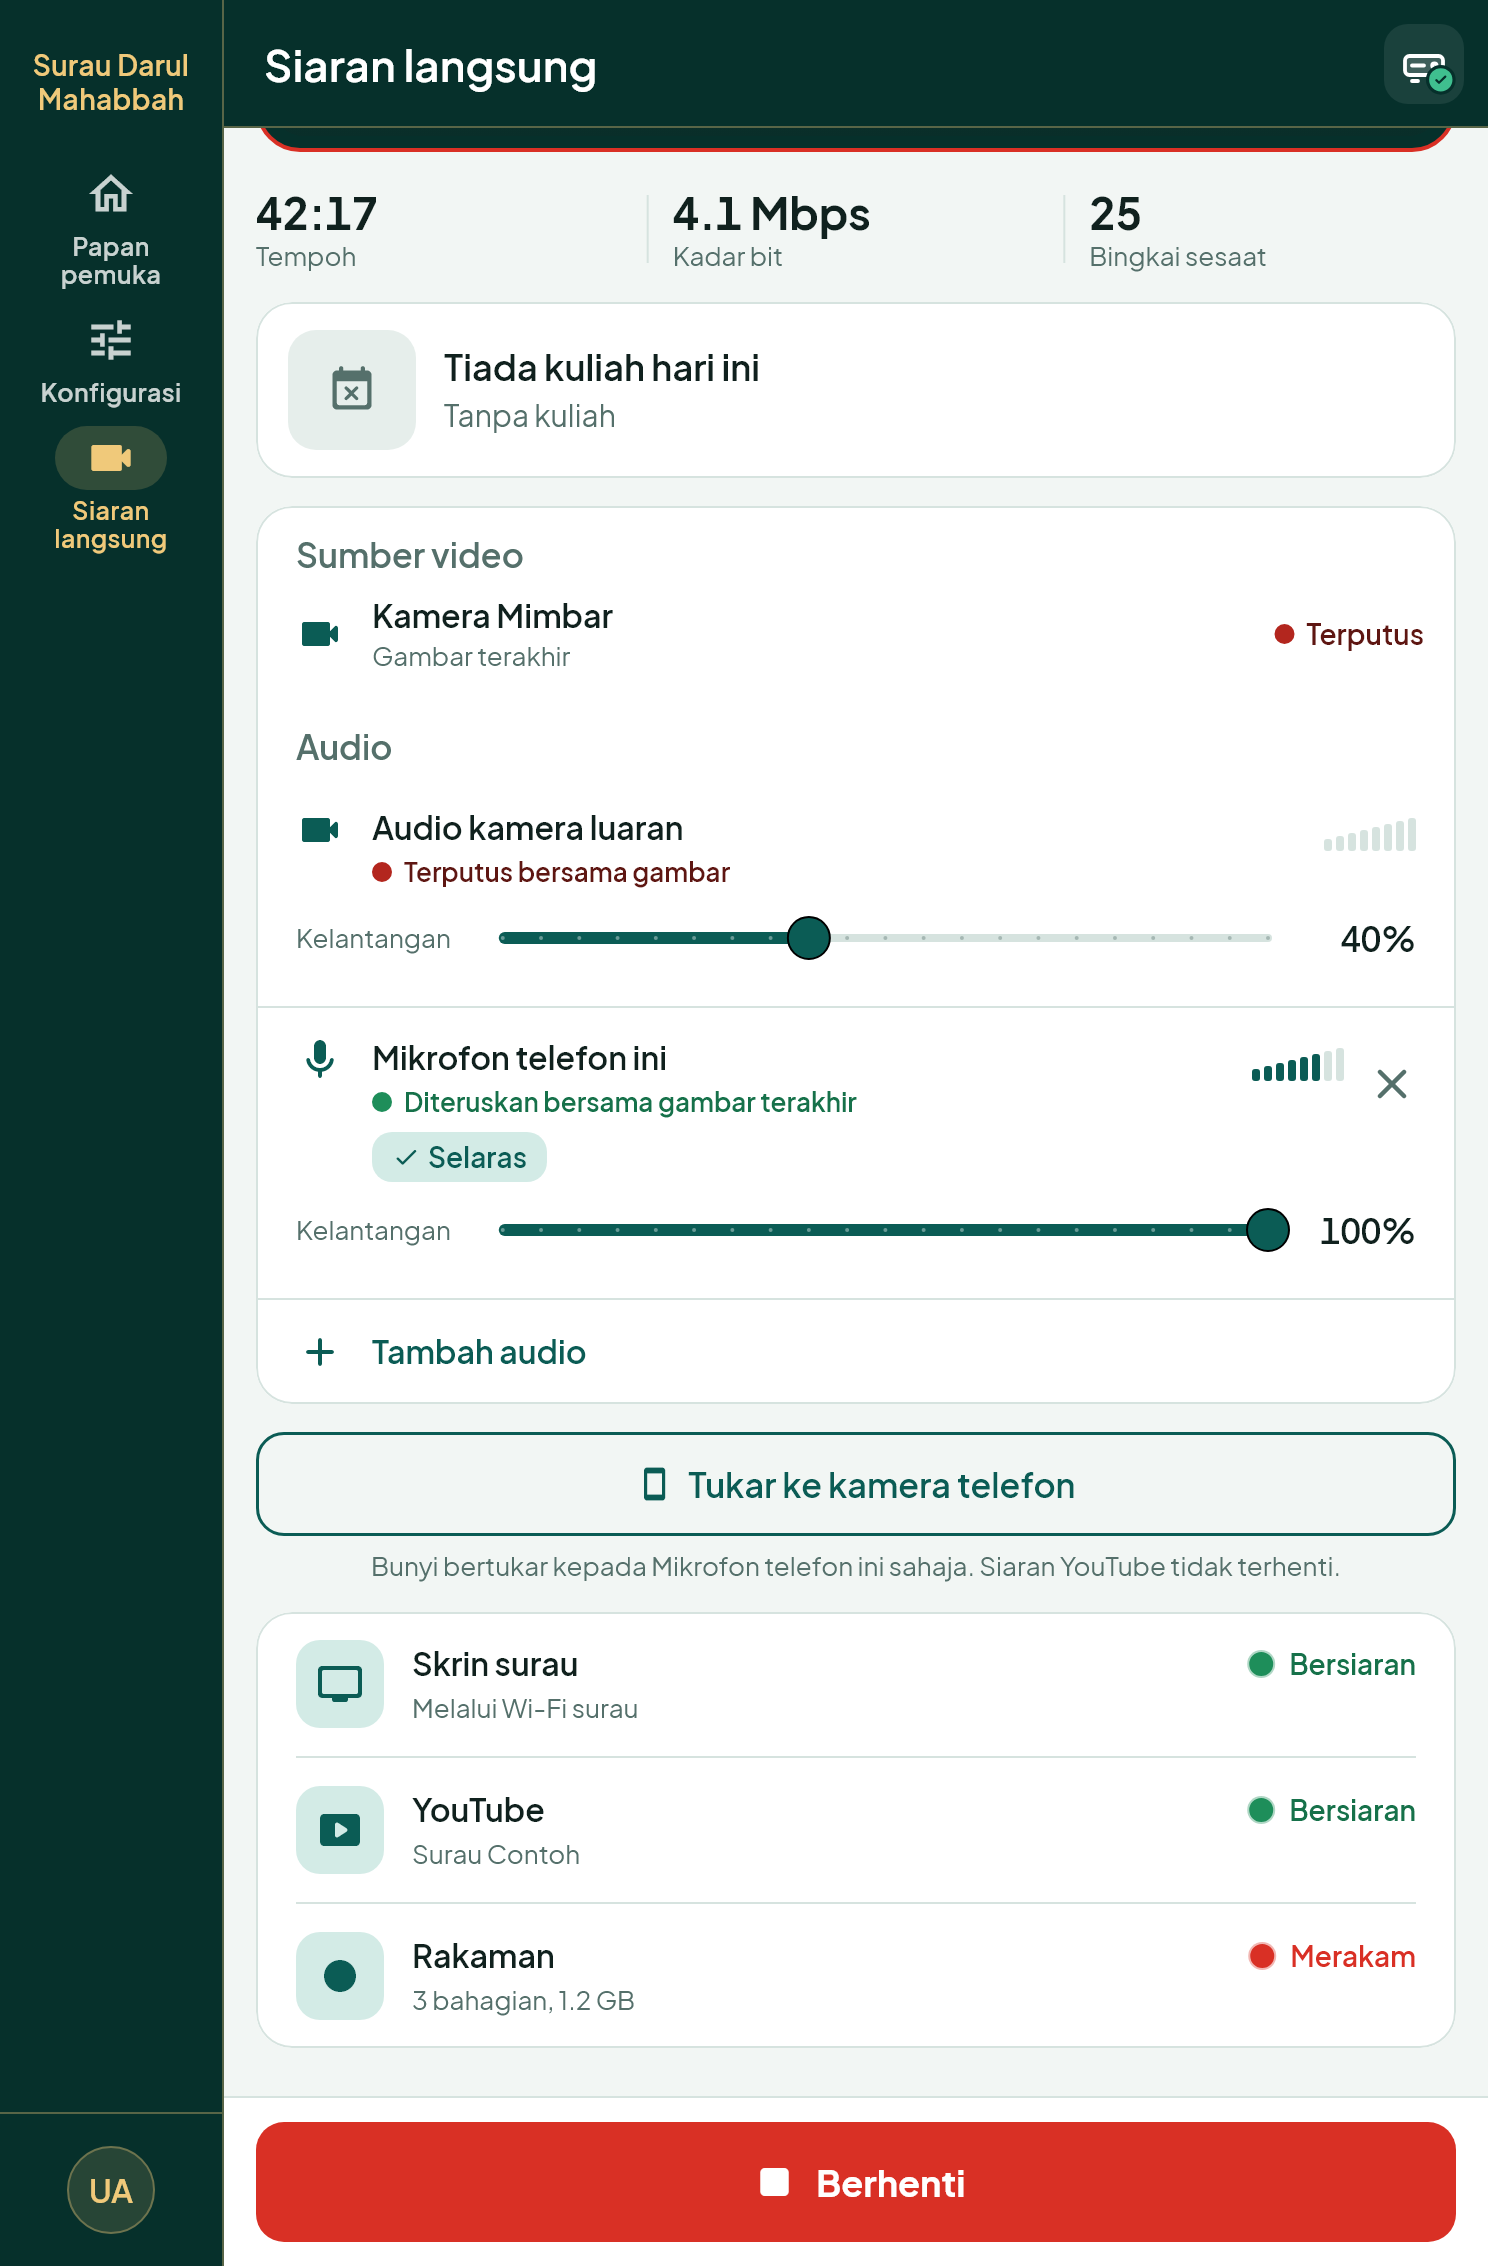 Surau Darul
Mahabbah
Papan
pemuka
Konfigurasi
Siaran
langsung
UA
Siaran langsung
42:17
Tempoh
4.1 Mbps
Kadar bit
25
Bingkai sesaat
Tiada kuliah hari ini
Tanpa kuliah
Sumber video
Kamera Mimbar
Gambar terakhir
Terputus
Audio
Audio kamera luaran
Terputus bersama gambar
Kelantangan
40%
Mikrofon telefon ini
Diteruskan bersama gambar terakhir
Selaras
Kelantangan
100%
Tambah audio
Tukar ke kamera telefon
Bunyi bertukar kepada Mikrofon telefon ini sahaja. Siaran YouTube tidak terhenti.
Skrin surau
Melalui Wi-Fi surau
Bersiaran
YouTube
Surau Contoh
Bersiaran
Rakaman
3 bahagian, 1.2 GB
Merakam
Berhenti